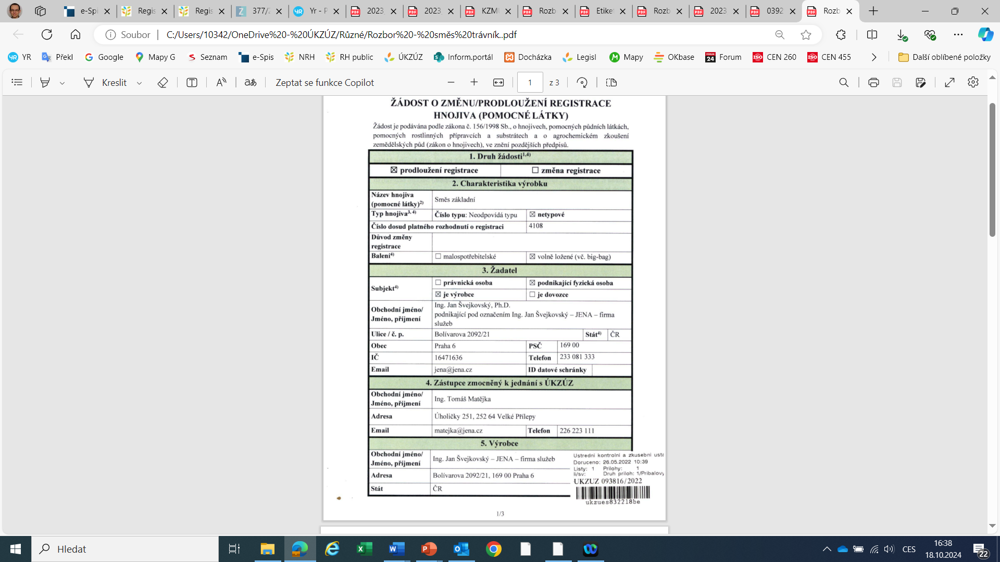 e-Spi
Regis
Regis
377/2
Yr - P
2023
2023
KZMU
Rozb
Etike
Rozb
2023
0392
Rozb
Soubor
C:/Users/10342/OneDrive%20-%20ÚKZÚZ/Různé/Rozbor%20-%20směs%20trávník..pdf
YR
Překl
Google
Mapy G
Seznam
e-Spis
NRH
RH public
ÚKZÚZ
Inform.portál
Docházka
Legisl
Mapy
OKbase
Forum
CEN 260
CEN 455
Další oblíbené položky
Kreslit
Zeptat se funkce Copilot
1
z 3
ŽÁDOST O ZMĚNU/PRODLOUŽENÍ REGISTRACE
HNOJIVA (POMOCNÉ LÁTKY)
Žádost je podávána podle zákona č. 156/1998 Sb., o hnojivech, pomocných půdních látkách,
pomocných rostlinných přípravcích a substrátech a o agrochemickém zkoušení
zemědělských půd (zákon o hnojivech), ve znění pozdějších předpisů.
1. Druh žádosti1,4)
☒ prodloužení registrace
☐ změna registrace
2. Charakteristika výrobku
Název hnojiva
(pomocné látky)2)
Směs základní
Typ hnojiva3, 4)
Číslo typu: Neodpovídá typu
☒ netypové
Číslo dosud platného rozhodnutí o registraci
4108
Důvod změny
registrace
Balení4)
☐ malospotřebitelské
☒ volně ložené (vč. big-bag)
3. Žadatel
Subjekt4)
☐ právnická osoba
☒ podnikající fyzická osoba
☒ je výrobce
☐ je dovozce
Obchodní jméno/
Jméno, příjmení
Ing. Jan Švejkovský, Ph.D.
podnikající pod označením Ing. Jan Švejkovský – JENA – firma
služeb
Ulice / č. p.
Bolívarova 2092/21
Stát4)
ČR
Obec
Praha 6
PSČ
169 00
IČ
16471636
Telefon
233 081 333
Email
jena@jena.cz
ID datové schránky
4. Zástupce zmocněný k jednání s ÚKZÚZ
Obchodní jméno/
Jméno, příjmení
Ing. Tomáš Matějka
Adresa
Úholičky 251, 252 64 Velké Přílepy
Email
matejka@jena.cz
Telefon
226 223 111
5. Výrobce
Obchodní jméno/
Jméno, příjmení
Ing. Jan Švejkovský – JENA – firma služeb
Adresa
Bolívarova 2092/21, 169 00 Praha 6
Stát
ČR
Ustredni kontrolni a zkusebni usta
Doruceno: 26.05.2022 10:39
Listy: 1 Prilohy: 1
li/sv: Druh priloh: 1/Pribalovy
UKZUZ 093816/2022
ukzues832218be
1/3
Hledat
CES
16:38
18.10.2024
22